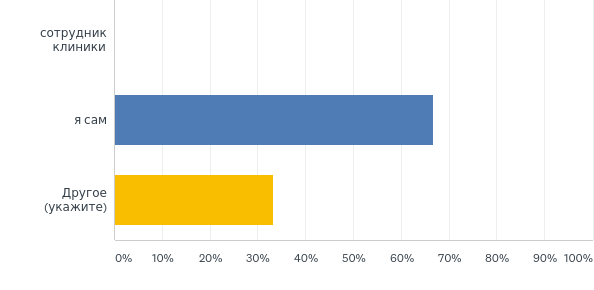 сотрудник
клиники
я сам
Другое
(укажите)
0% 10% 20% 30% 40% 50% 60% 70% 80% 90% 100%